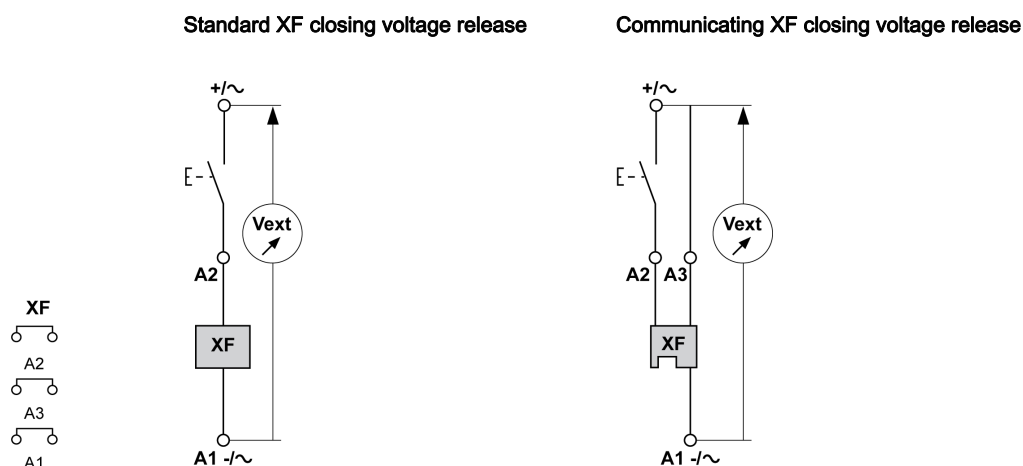 Standard XF closing voltage release
Communicating XF closing voltage release
+/~
+/~
Vext
Vext
A2
A2 A3
XF
XF
XF
A2
A3
A1
A1 -/~
A1 -/~